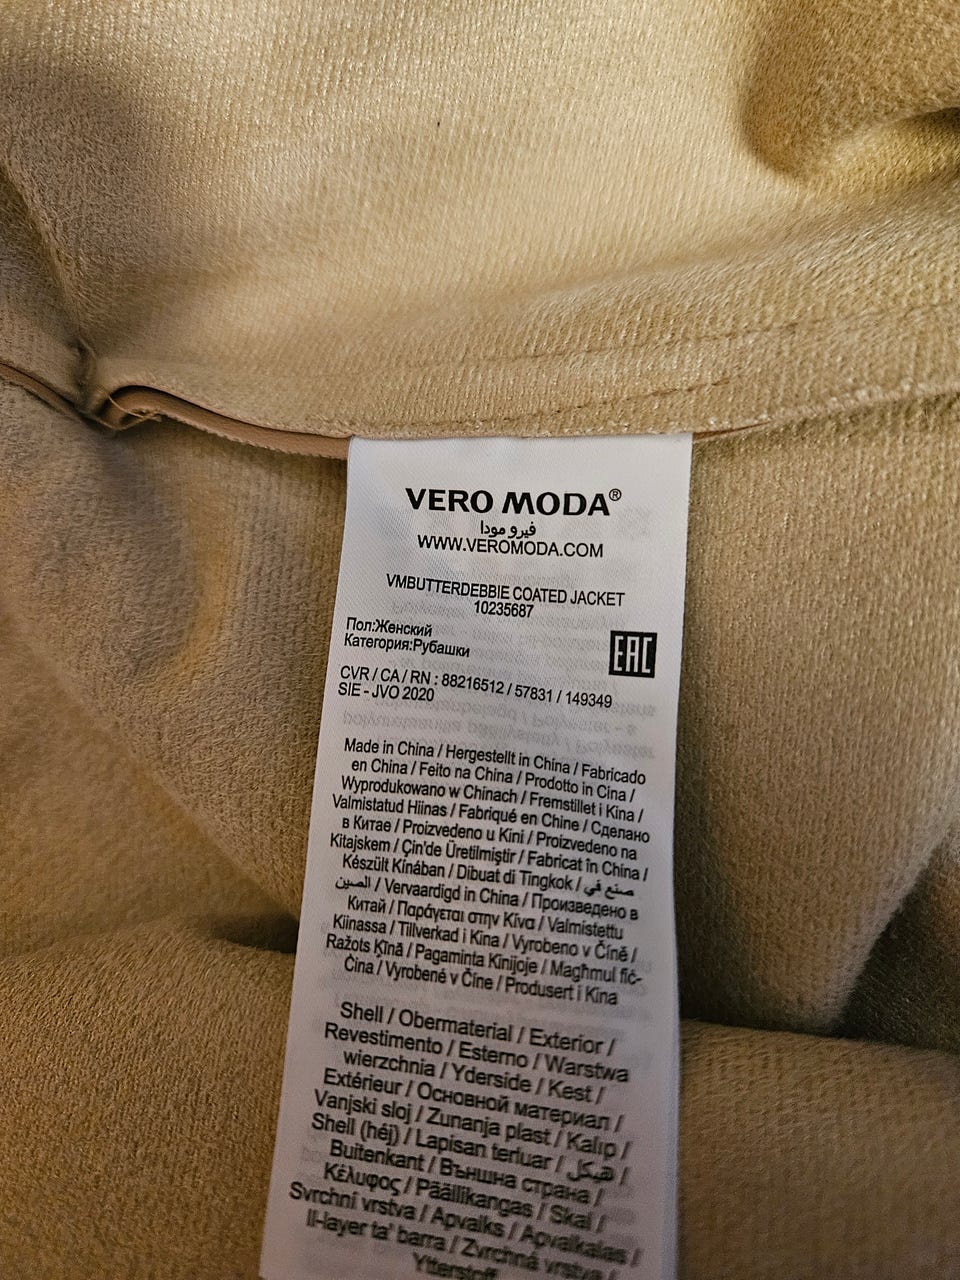 VERO MODA®
فيرو مودا
WWW.VEROMODA.COM
VMBUTTERDEBBIE COATED JACKET
10235687
Пол:Женский
Категория:Рубашки
EAC
CVR / CA / RN : 88216512 / 57831 / 149349
SIE - JVO 2020
Made in China / Hergestellt in China / Fabricado
en China / Feito na China / Prodotto in Cina /
Wyprodukowano w Chinach / Fremstillet i Kina /
Valmistatud Hiinas / Fabriqué en Chine / Сделано
в Китае / Proizvedeno u Kini / Proizvedeno na
Kitajskem / Çin'de Üretilmiştir / Fabricat în China /
Készült Kínában / Dibuat di Tingkok / صنع في
الصين / Vervaardigd in China / Произведено в
Китай / Παράγεται στην Κίνα / Valmistettu
Kiinassa / Tillverkad i Kina / Vyrobeno v Číně /
Ražots Ķīnā / Pagaminta Kinijoje / Magħmul fiċ-
Ċina / Vyrobené v Číne / Produsert i Kina
Shell / Obermaterial / Exterior /
Revestimento / Esterno / Warstwa
wierzchnia / Yderside / Kest /
Extérieur / Основной материал /
Vanjski sloj / Zunanja plast / Kalıp /
Shell (héj) / Lapisan terluar / هيكل /
Buitenkant / Външна страна /
Κέλυφος / Päällikangas / Skal /
Svrchní vrstva / Apvalks / Apvalkalas /
Il-layer ta' barra / Zvrchná vrstva /
Ytterstoff